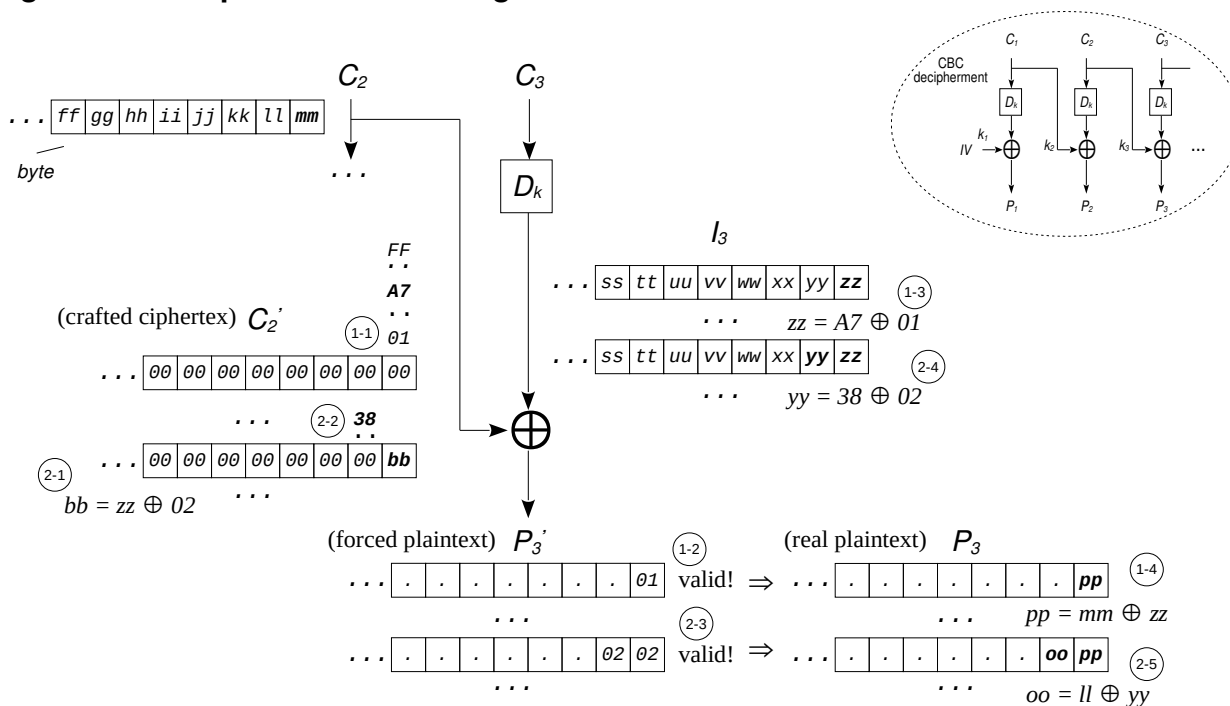 C₂
C₃
... ff gg hh ii jj kk ll mm
byte
...
Dₖ
C₁ C₂ C₃
CBC
decipherment
Dₖ Dₖ Dₖ
IV k₁ k₂ k₃ ...
P₁ P₂ P₃
I₃
... ss tt uu vv ww xx yy zz
1-3
... zz = A7 ⊕ 01
... ss tt uu vv ww xx yy zz
2-4
... yy = 38 ⊕ 02
FF
..
A7
..
01
(crafted ciphertex) C₂'
1-1
... 00 00 00 00 00 00 00 00
... 2-2 38
..
2-1 ... 00 00 00 00 00 00 00 bb
bb = zz ⊕ 02 ...
(forced plaintext) P₃'
... . . . . . . . 01 1-2 valid! ⇒
...
... . . . . . . 02 02 2-3 valid! ⇒
...
(real plaintext) P₃
... . . . . . . . pp 1-4
... pp = mm ⊕ zz
... . . . . . . oo pp 2-5
... oo = ll ⊕ yy